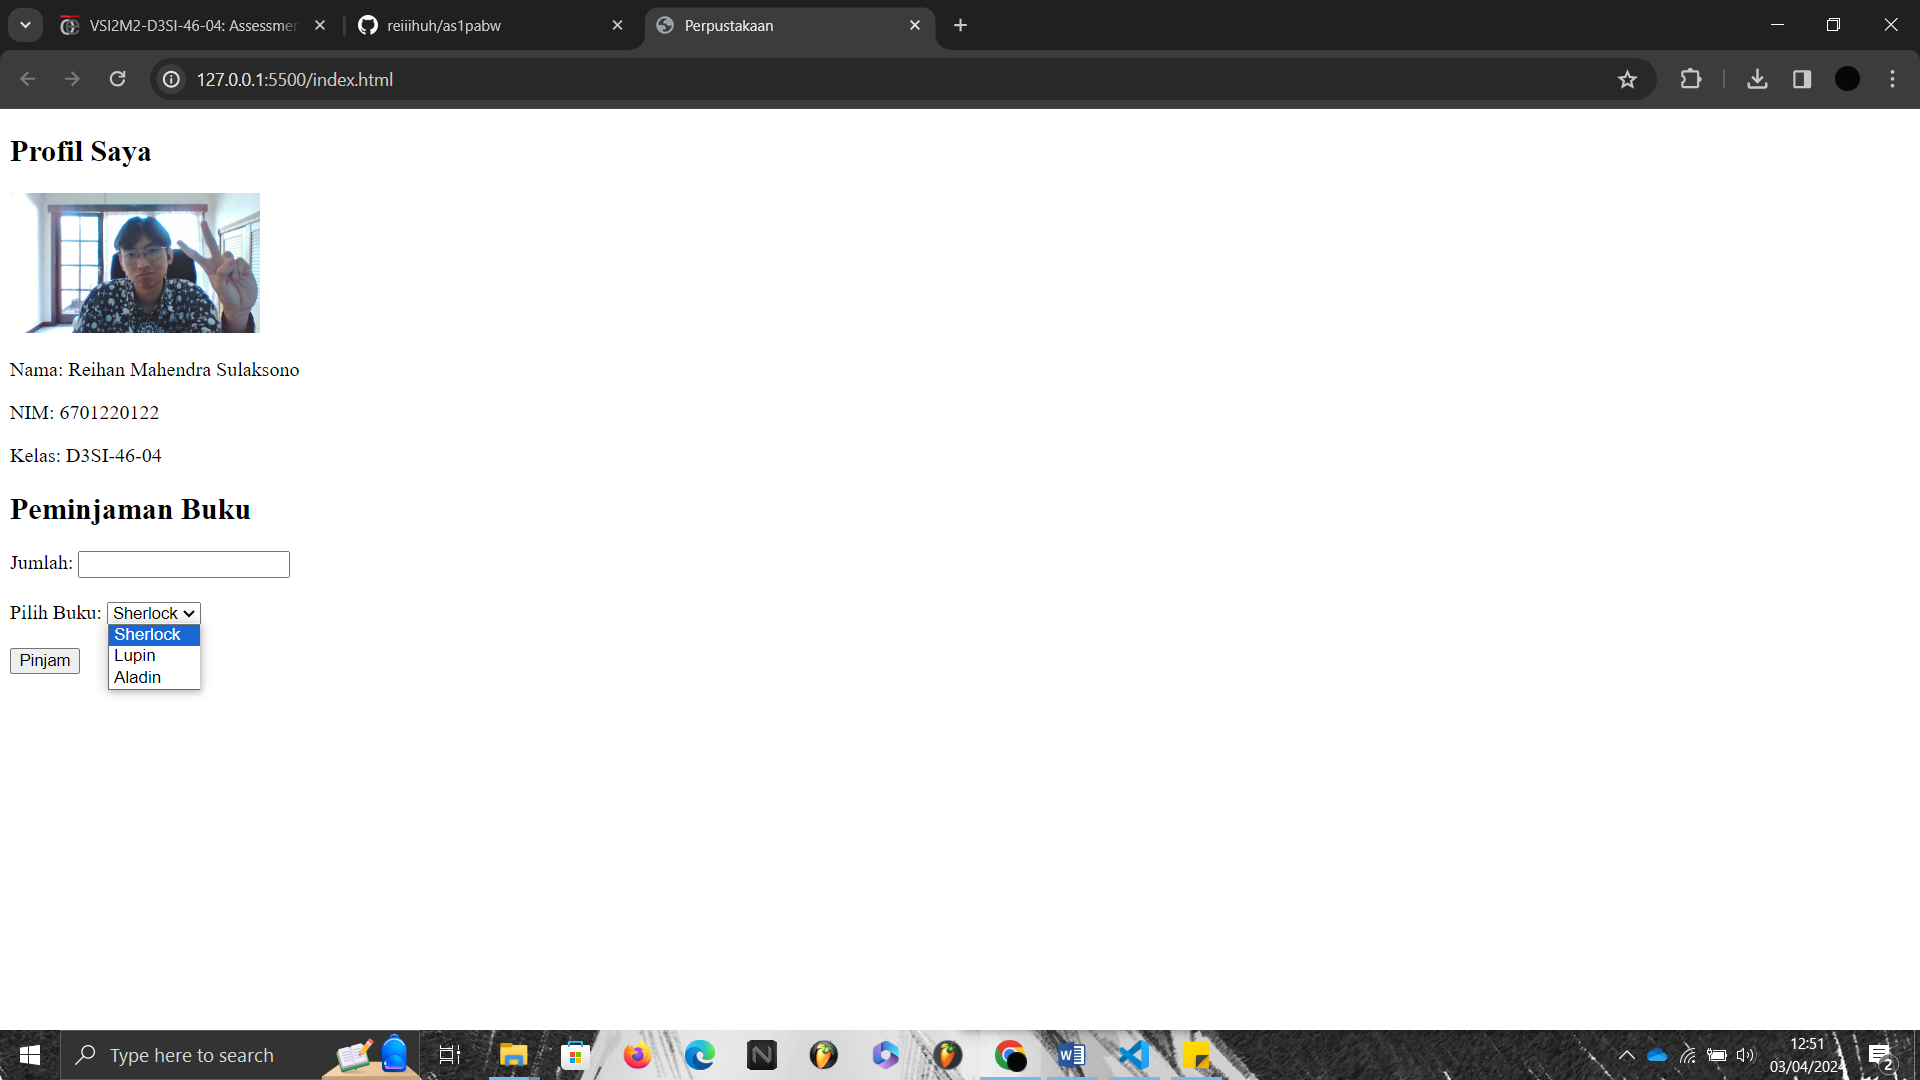 VSI2M2-D3SI-46-04: Assessmen
reiiihuh/as1pabw
Perpustakaan
127.0.0.1:5500/index.html
Profil Saya
Nama: Reihan Mahendra Sulaksono
NIM: 6701220122
Kelas: D3SI-46-04
Peminjaman Buku
Jumlah:
Pilih Buku: Sherlock
Sherlock
Lupin
Aladin
Pinjam
Type here to search
12:51
03/04/2024
2